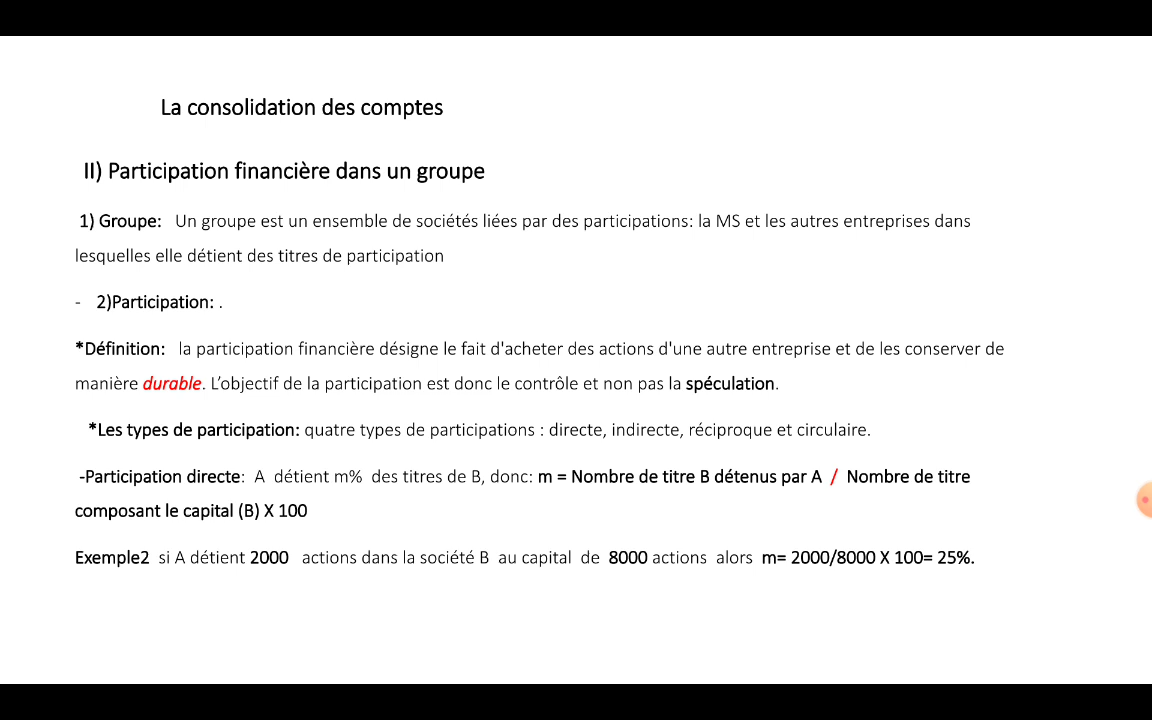 La consolidation des comptes
II) Participation financière dans un groupe
1) Groupe: Un groupe est un ensemble de sociétés liées par des participations: la MS et les autres entreprises dans
lesquelles elle détient des titres de participation
- 2)Participation: .
*Définition: la participation financière désigne le fait d'acheter des actions d'une autre entreprise et de les conserver de
manière durable. L’objectif de la participation est donc le contrôle et non pas la spéculation.
*Les types de participation: quatre types de participations : directe, indirecte, réciproque et circulaire.
-Participation directe: A détient m% des titres de B, donc: m = Nombre de titre B détenus par A / Nombre de titre
composant le capital (B) X 100
Exemple2 si A détient 2000 actions dans la société B au capital de 8000 actions alors m= 2000/8000 X 100= 25%.